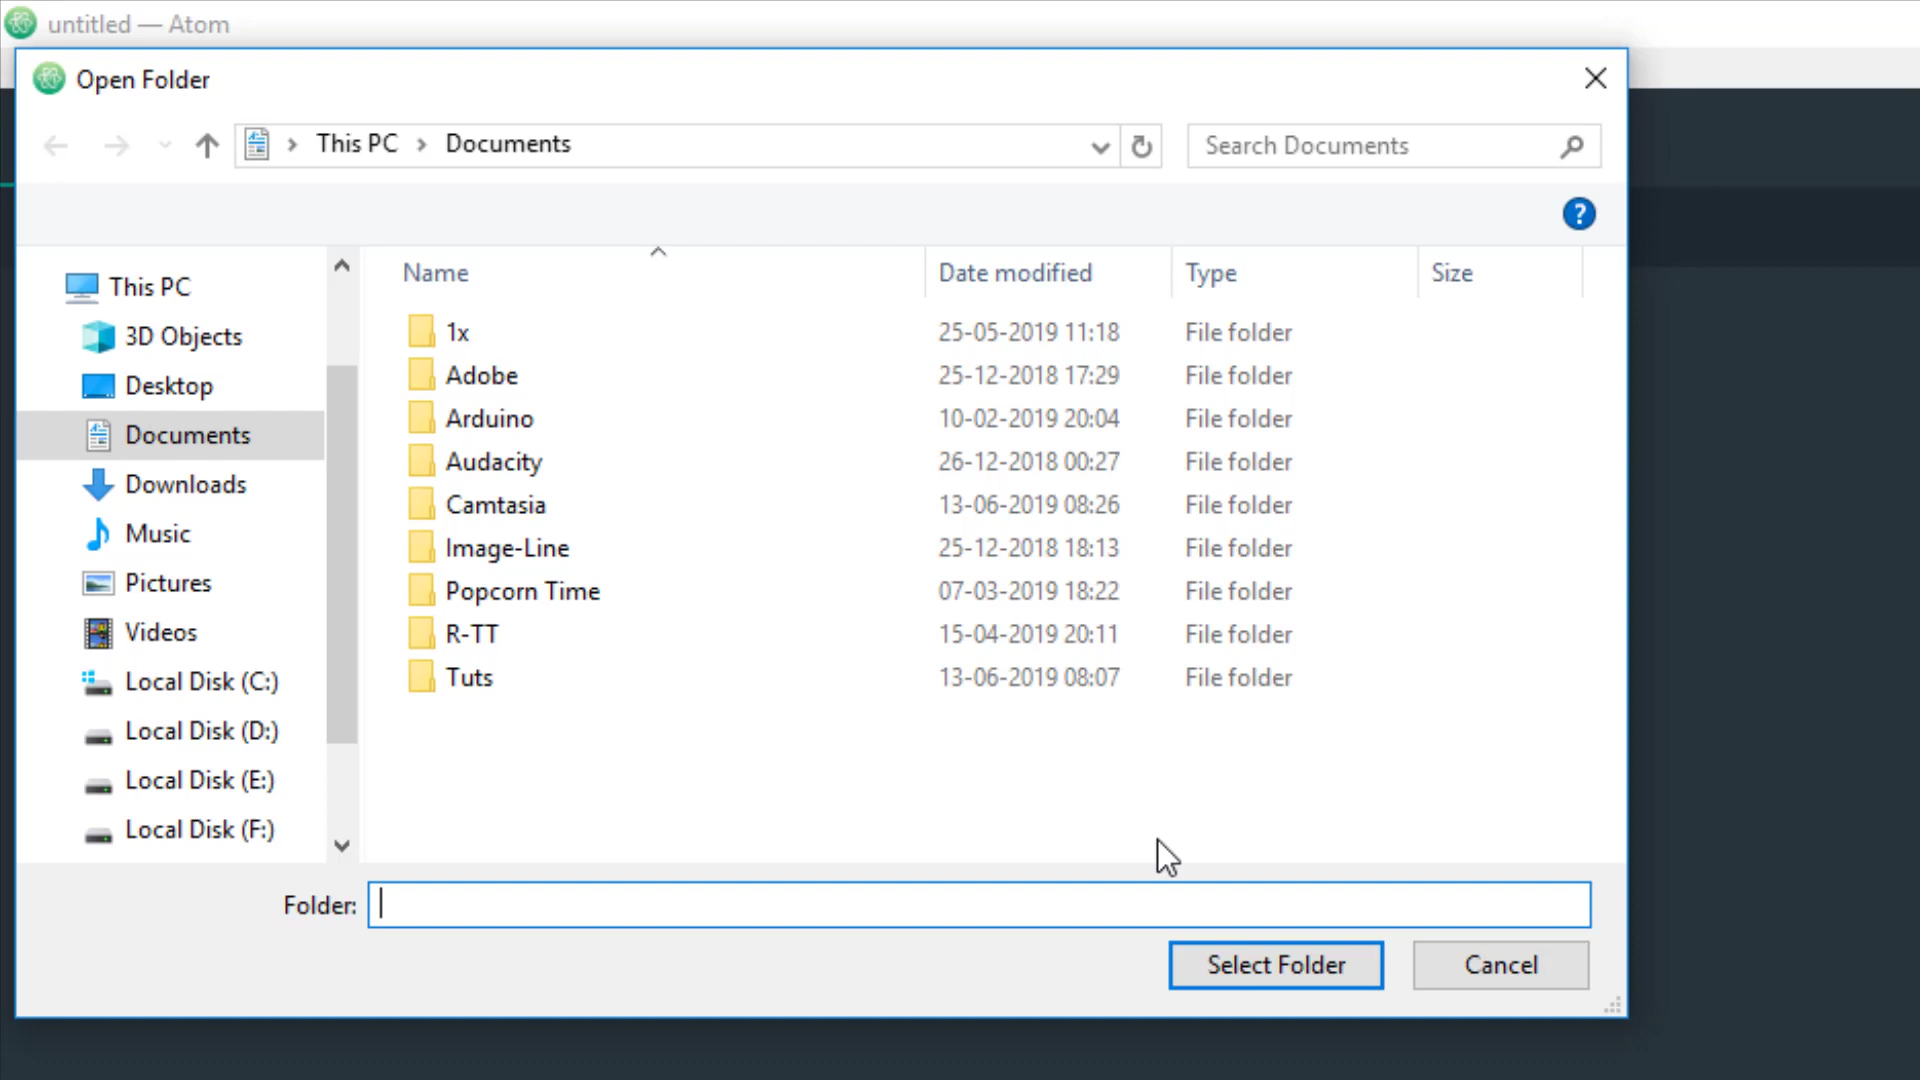 untitled — Atom
Open Folder
This PC > Documents
Search Documents
?
Name Date modified Type Size
This PC
3D Objects
Desktop
Documents
Downloads
Music
Pictures
Videos
Local Disk (C:)
Local Disk (D:)
Local Disk (E:)
Local Disk (F:)
1x 25-05-2019 11:18 File folder
Adobe 25-12-2018 17:29 File folder
Arduino 10-02-2019 20:04 File folder
Audacity 26-12-2018 00:27 File folder
Camtasia 13-06-2019 08:26 File folder
Image-Line 25-12-2018 18:13 File folder
Popcorn Time 07-03-2019 18:22 File folder
R-TT 15-04-2019 20:11 File folder
Tuts 13-06-2019 08:07 File folder
Folder:
Select Folder Cancel